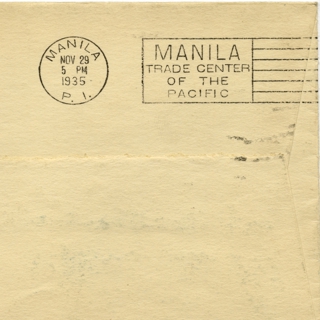 MANILA
NOV 29
5 PM
1935
P. I.
MANILA
TRADE CENTER
OF THE
PACIFIC